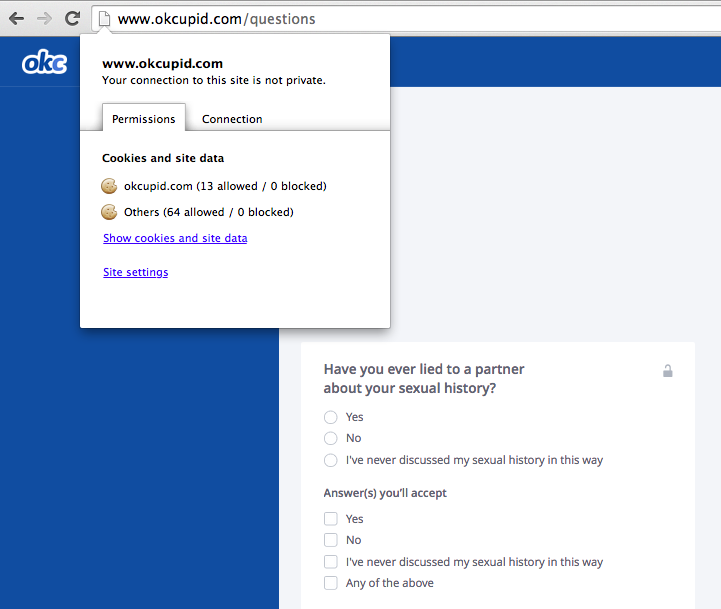 www.okcupid.com/questions
okc
www.okcupid.com
Your connection to this site is not private.
Permissions
Connection
Cookies and site data
okcupid.com (13 allowed / 0 blocked)
Others (64 allowed / 0 blocked)
Show cookies and site data
Site settings
Have you ever lied to a partner
about your sexual history?
Yes
No
I've never discussed my sexual history in this way
Answer(s) you'll accept
Yes
No
I've never discussed my sexual history in this way
Any of the above